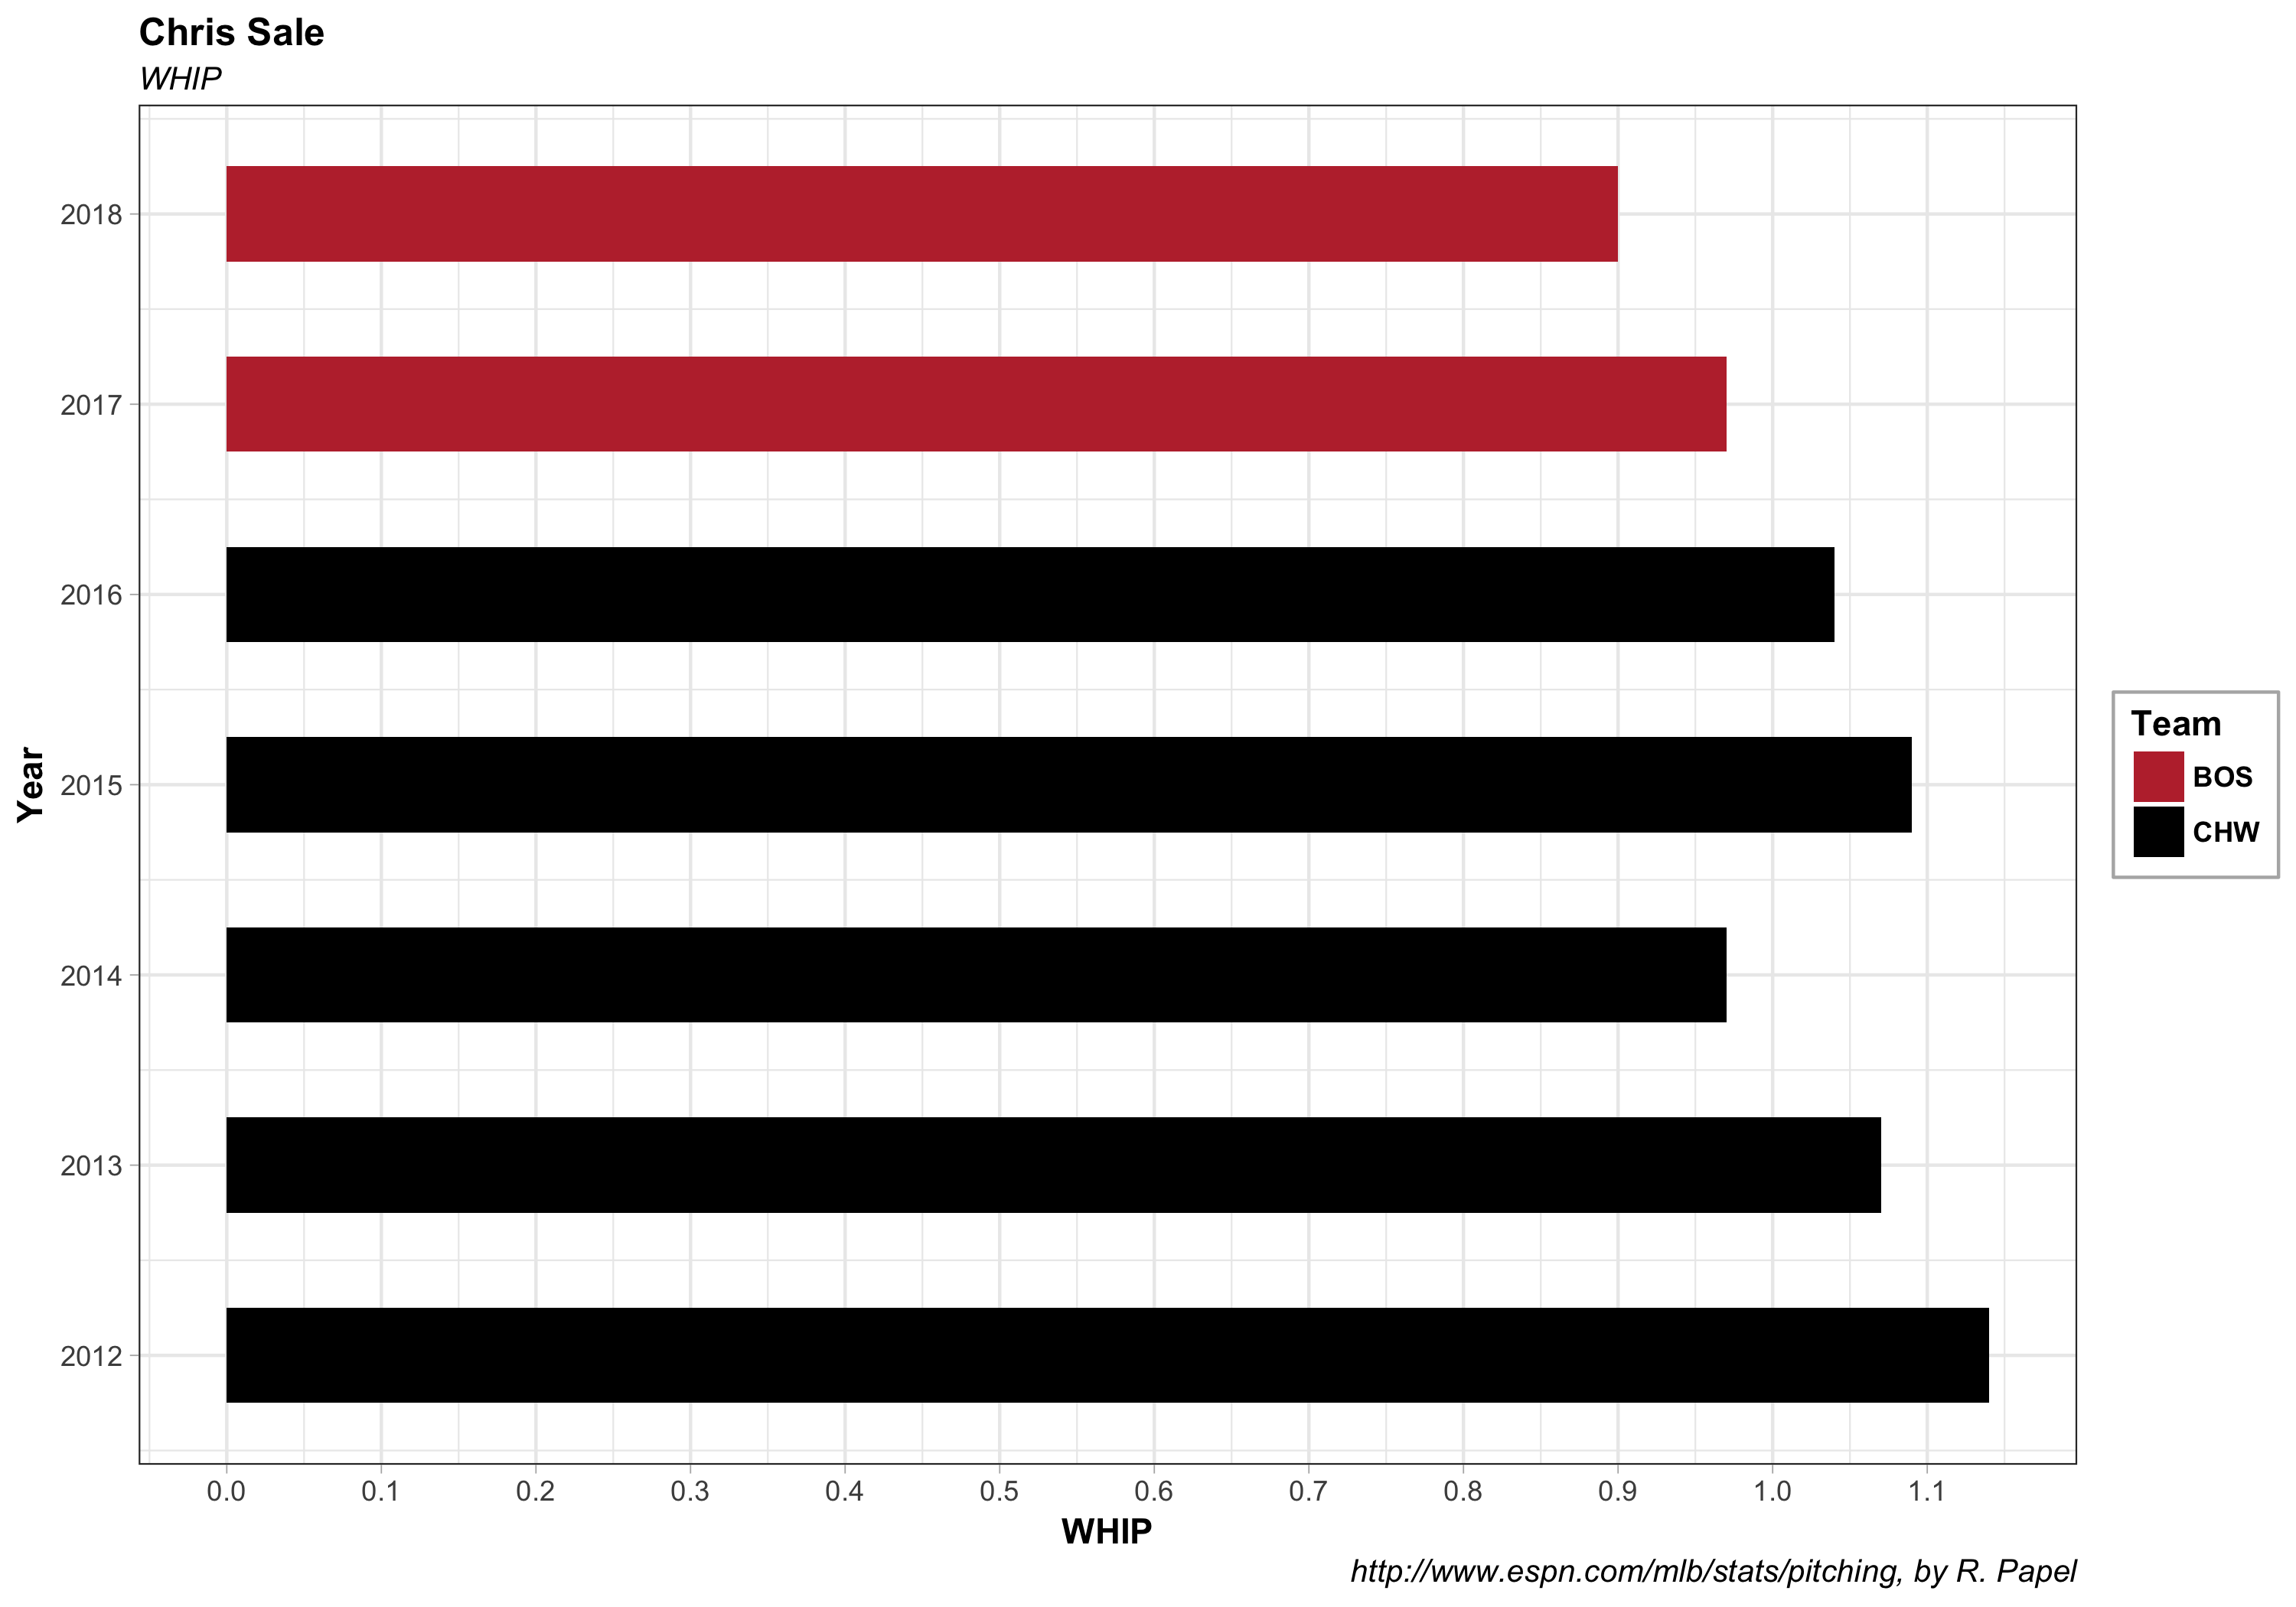 Chris Sale
WHIP
2018
2017
2016
2015
2014
2013
2012
Year
0.0 0.1 0.2 0.3 0.4 0.5 0.6 0.7 0.8 0.9 1.0 1.1
WHIP
Team
BOS
CHW
http://www.espn.com/mlb/stats/pitching, by R. Papel